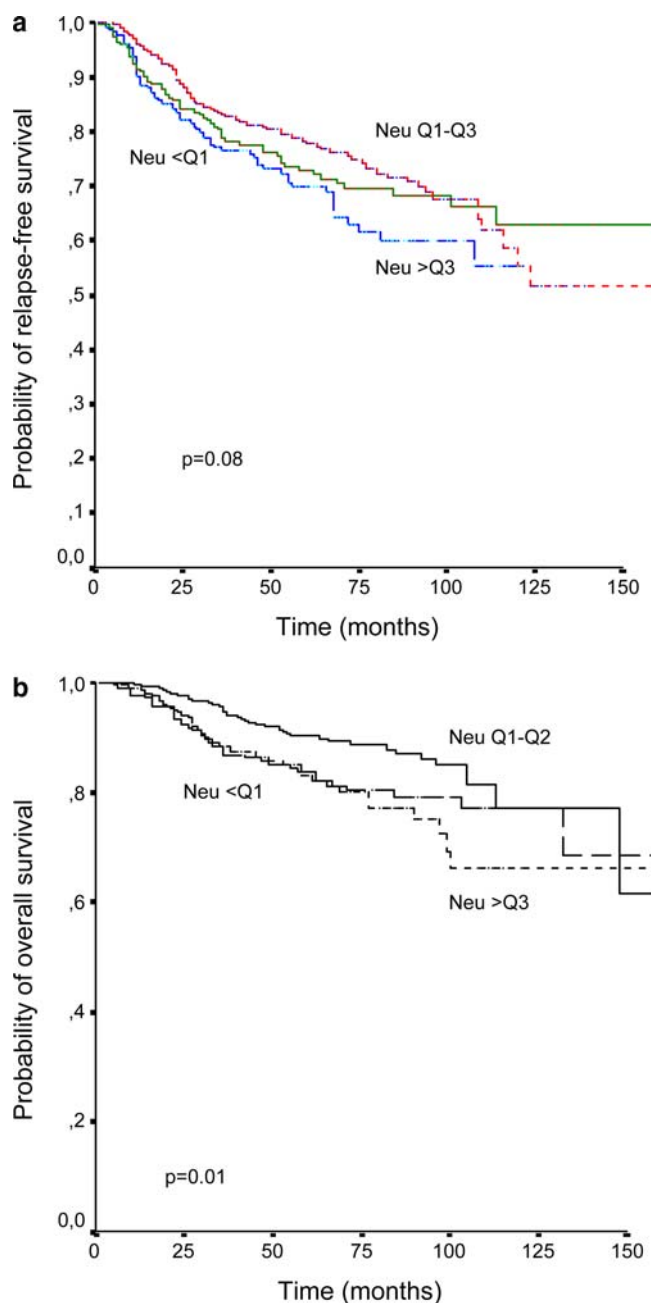 a
1,0
,9
,8
,7
,6
,5
,4
,3
,2
,1
0,0
Probability of relapse-free survival
Neu Q1-Q3
Neu <Q1
Neu >Q3
p=0.08
0 25 50 75 100 125 150
Time (months)
b
1,0
,8
,6
,4
,2
0,0
Probability of overall survival
Neu Q1-Q2
Neu <Q1
Neu >Q3
p=0.01
0 25 50 75 100 125 150
Time (months)